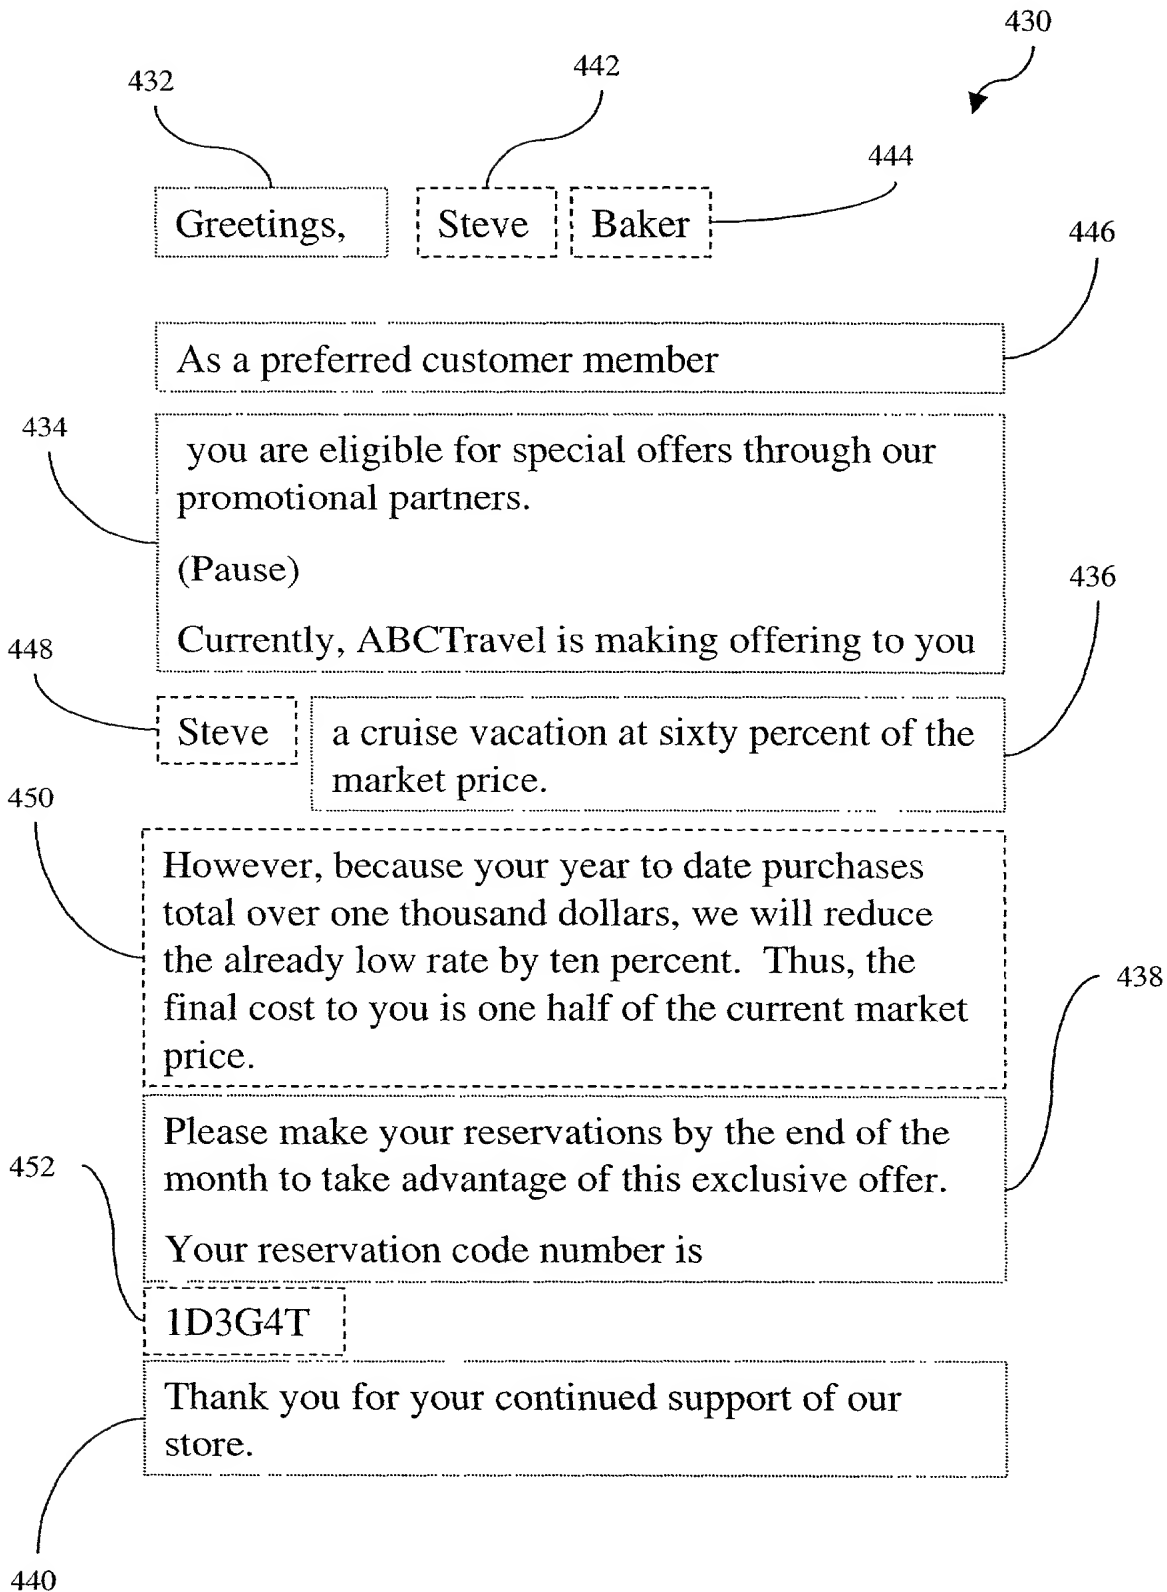 430
432
442
444
Greetings, Steve Baker
446
As a preferred customer member
434
you are eligible for special offers through our
promotional partners.
(Pause)
436
Currently, ABCTravel is making offering to you
448
Steve a cruise vacation at sixty percent of the
market price.
450
However, because your year to date purchases
total over one thousand dollars, we will reduce
the already low rate by ten percent. Thus, the
438
final cost to you is one half of the current market
price.
Please make your reservations by the end of the
452
month to take advantage of this exclusive offer.
Your reservation code number is
1D3G4T
Thank you for your continued support of our
store.
440